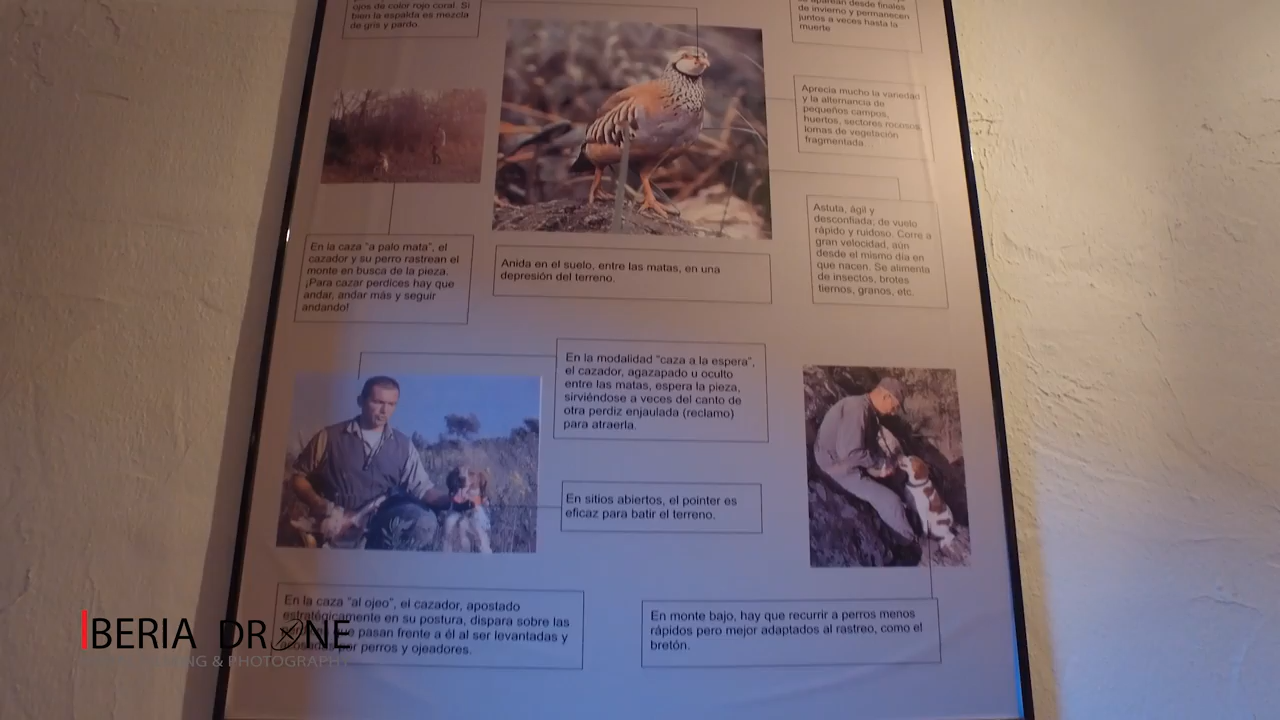 ojos de color rojo coral. Si
bien la espalda es mezcla
de gris y pardo.
se aparean desde finales
de invierno y permanecen
juntos a veces hasta la
muerte
Aprecia mucho la variedad
y la alternancia de
pequeños campos,
huertos, sectores rocosos,
lomas de vegetación
fragmentada...
Astuta, ágil y
desconfiada; de vuelo
rápido y ruidoso. Corre a
gran velocidad, aún
desde el mismo día en
que nacen. Se alimenta
de insectos, brotes
tiernos, granos, etc.
En la caza "a palo mata", el
cazador y su perro rastrean el
monte en busca de la pieza.
¡Para cazar perdices hay que
andar, andar más y seguir
andando!
Anida en el suelo, entre las matas, en una
depresión del terreno.
En la modalidad "caza a la espera",
el cazador, agazapado u oculto
entre las matas, espera la pieza,
sirviéndose a veces del canto de
otra perdiz enjaulada (reclamo)
para atraerla.
En sitios abiertos, el pointer es
eficaz para batir el terreno.
En la caza "al ojeo", el cazador, apostado
estratégicamente en su postura, dispara sobre las
pasan frente a él al ser levantadas y
por perros y ojeadores.
En monte bajo, hay que recurrir a perros menos
rápidos pero mejor adaptados al rastreo, como el
bretón.
IBERIA DRONE
& PHOTOGRAPHY